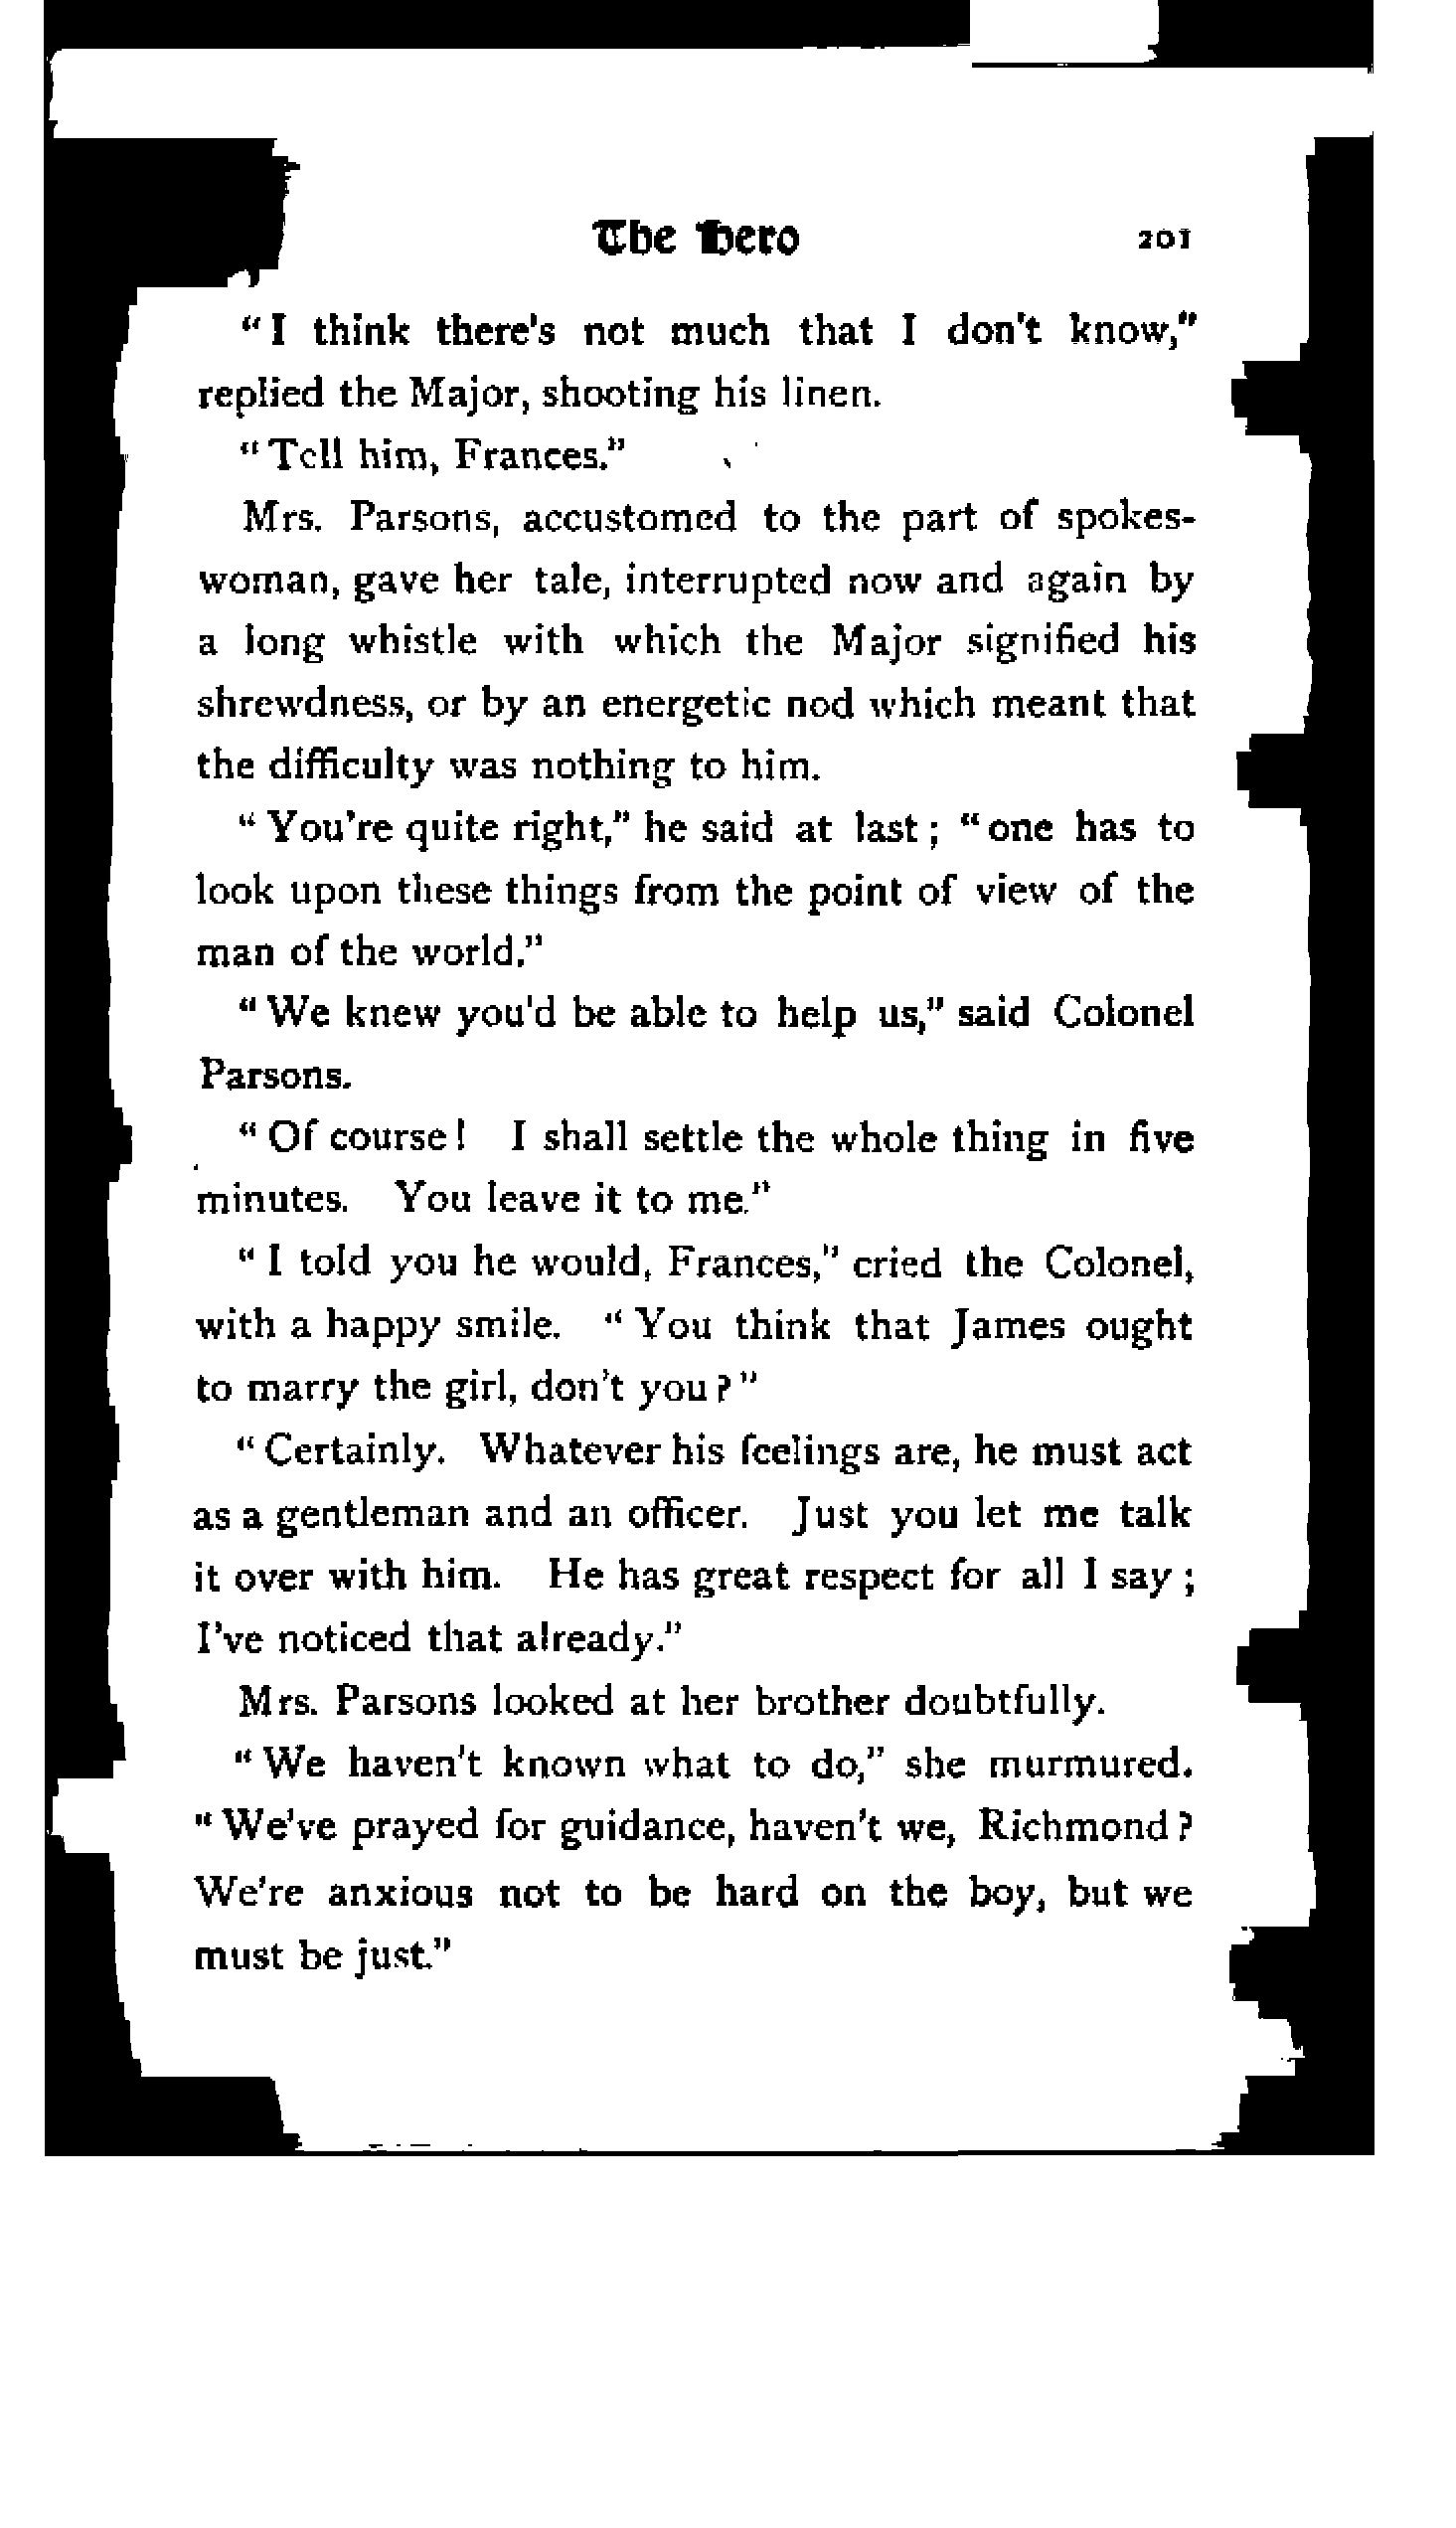 The Hero 201
"I think there's not much that I don't know,"
replied the Major, shooting his linen.
"Tell him, Frances."
Mrs. Parsons, accustomed to the part of spokes-
woman, gave her tale, interrupted now and again by
a long whistle with which the Major signified his
shrewdness, or by an energetic nod which meant that
the difficulty was nothing to him.
"You're quite right," he said at last; "one has to
look upon these things from the point of view of the
man of the world."
"We knew you'd be able to help us," said Colonel
Parsons.
"Of course! I shall settle the whole thing in five
minutes. You leave it to me."
"I told you he would, Frances," cried the Colonel,
with a happy smile. "You think that James ought
to marry the girl, don't you?"
"Certainly. Whatever his feelings are, he must act
as a gentleman and an officer. Just you let me talk
it over with him. He has great respect for all I say;
I've noticed that already."
Mrs. Parsons looked at her brother doubtfully.
"We haven't known what to do," she murmured.
"We've prayed for guidance, haven't we, Richmond?
We're anxious not to be hard on the boy, but we
must be just."